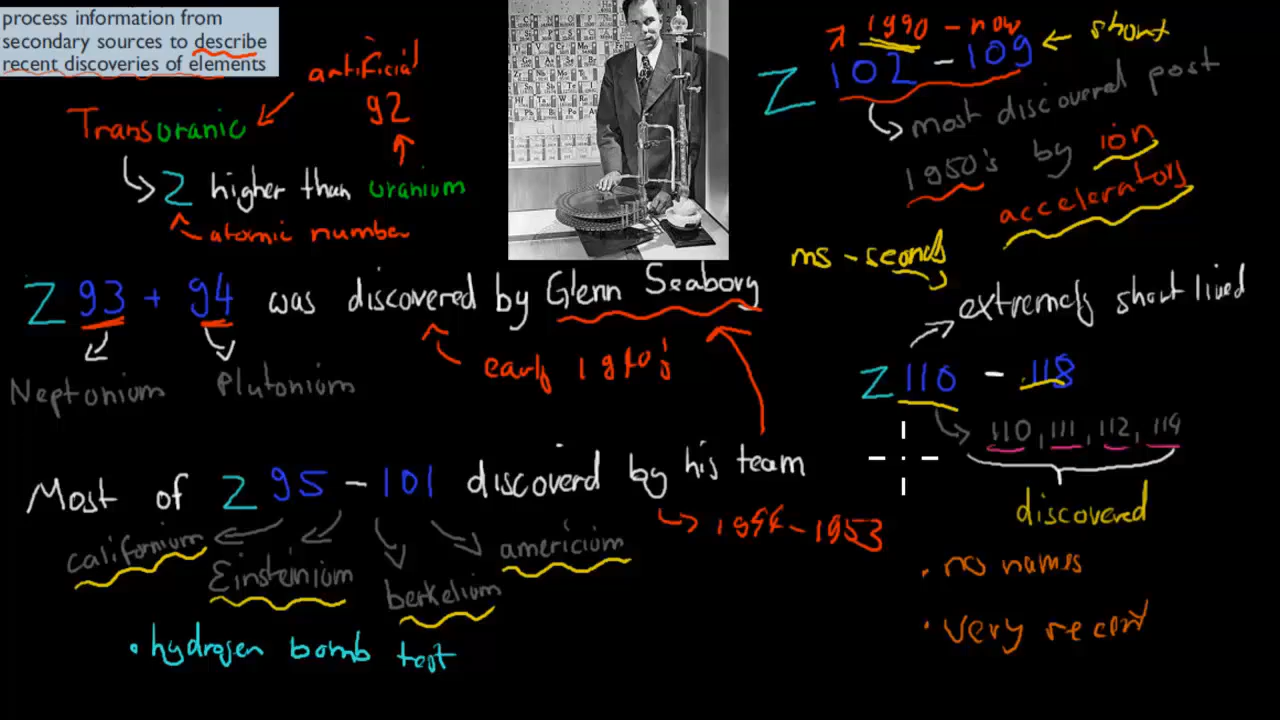 process information from
secondary sources to describe
recent discoveries of elements
artificial
92
Transuranic
Z higher than uranium
atomic number
Z 93 + 94 was discovered by Glenn Seaborg
early 1940's
Neptonium
Plutonium
Most of Z 95 - 101 discoverd by his team
1944 - 1953
californium
Einsteinium
berkelium
americium
• hydrogen bomb test
1990 - now
Z 102 - 109
short
most discovered post
1950's by ion
accelerators
ms - seconds
extremely short lived
Z 110 - 118
110, 111, 112, 114
discovered
• no names
• very recent